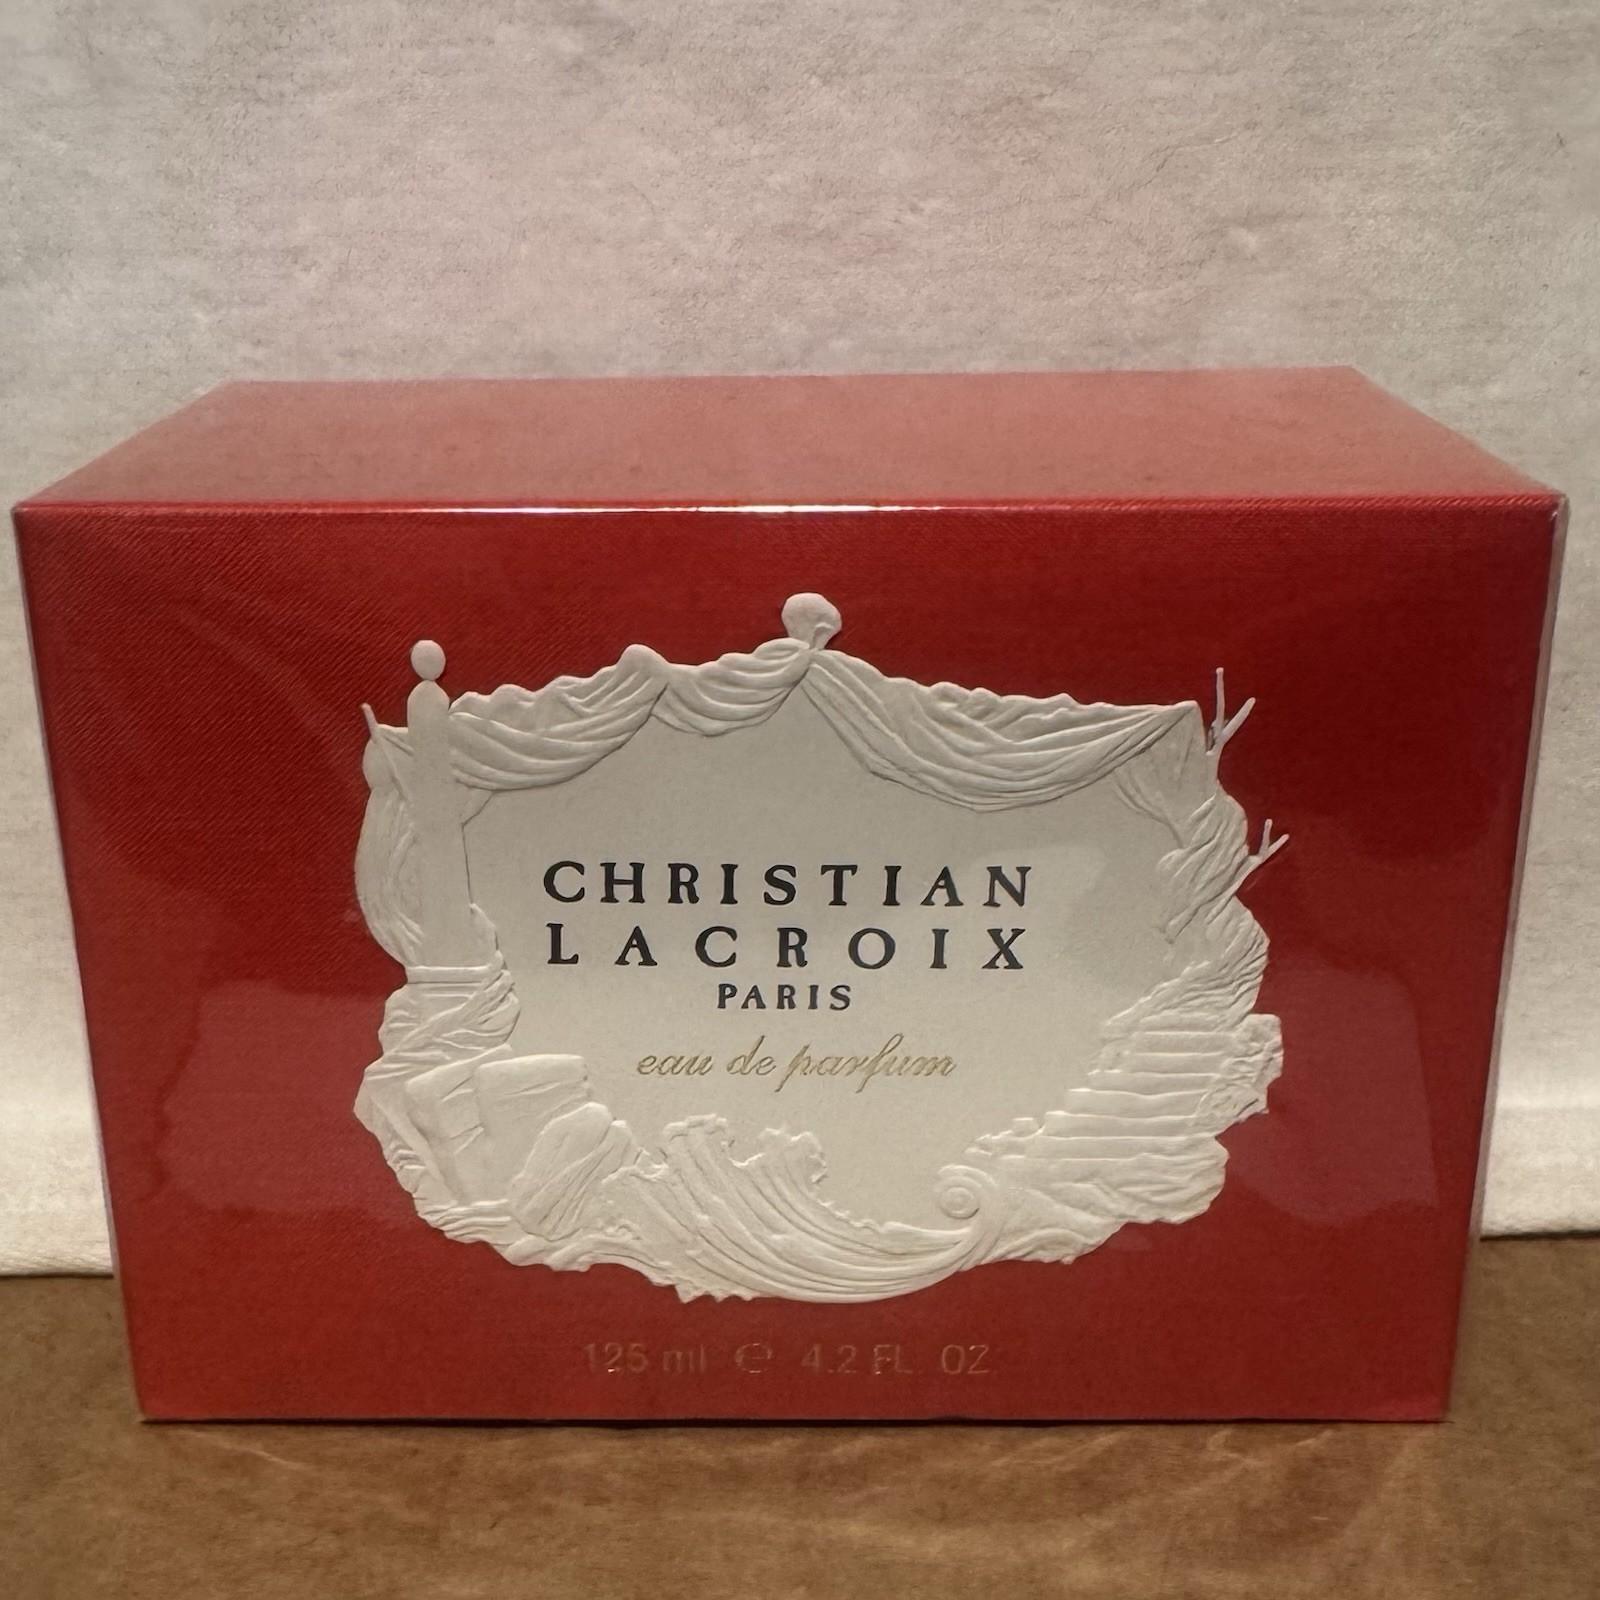 CHRISTIAN
LACROIX
PARIS
eau de parfum
125 ml ℮ 4.2 FL. OZ.